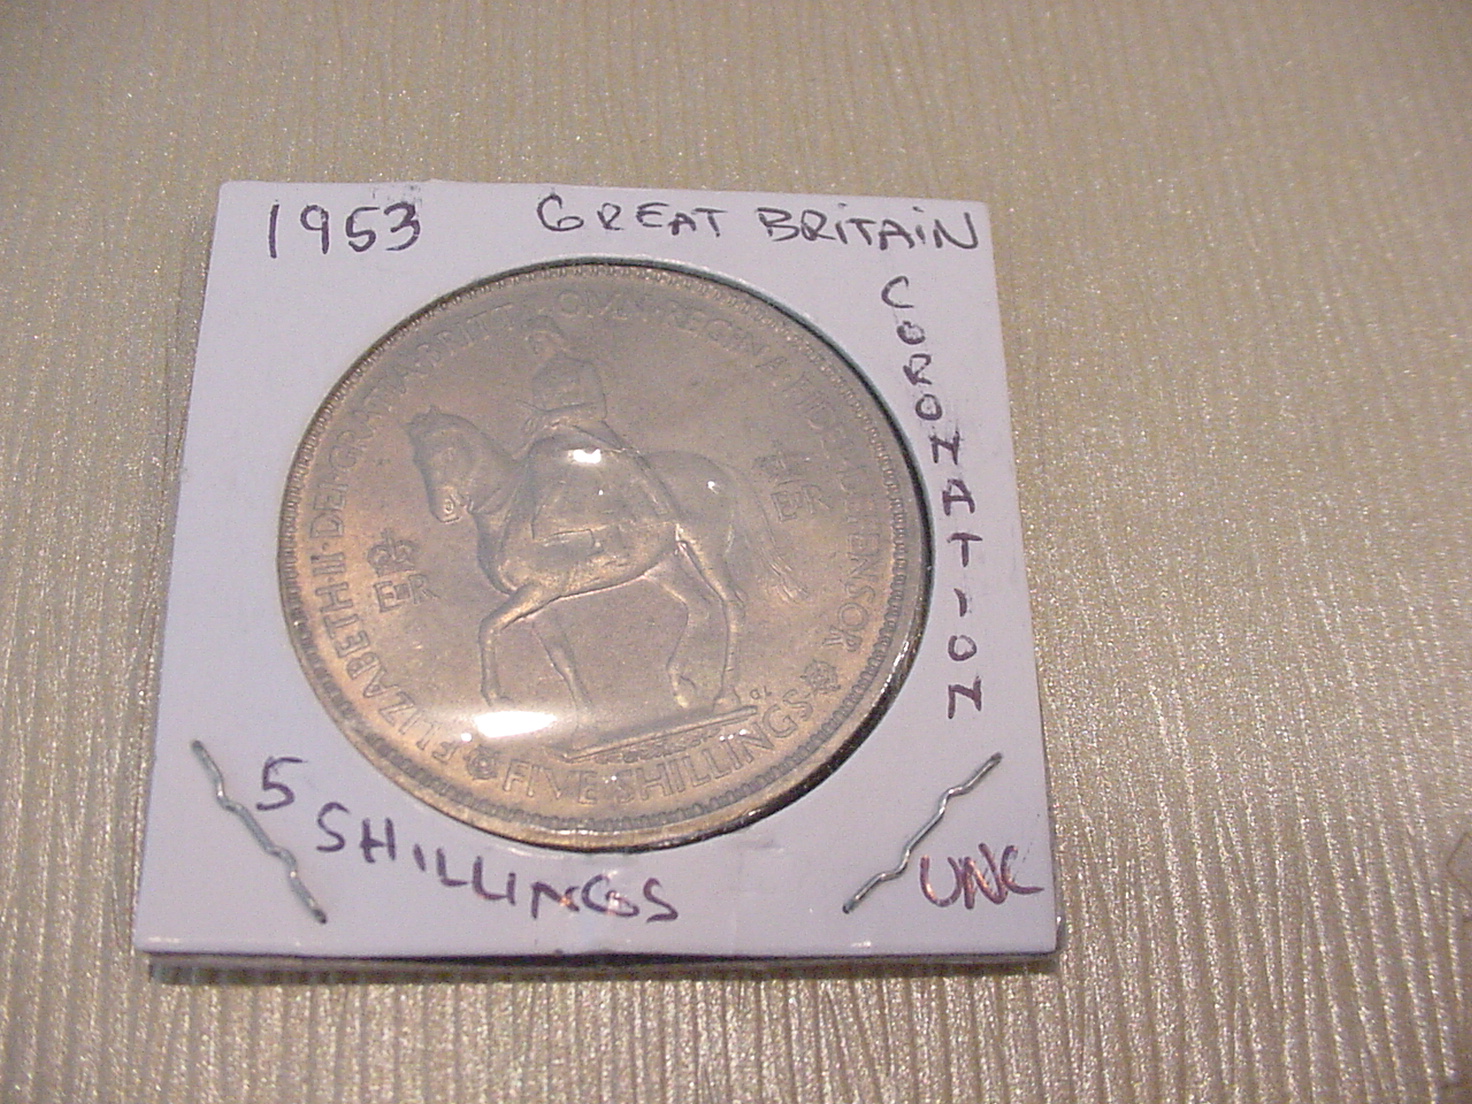 1953 GREAT BRITAIN
CORONATION
ELIZABETH·II·DEI·GRATIA·BRITT·OMN·REGINA·FIDEI·DEFENSOR
ER
ER
FIVE·SHILLINGS
5 SHILLINGS
UNC